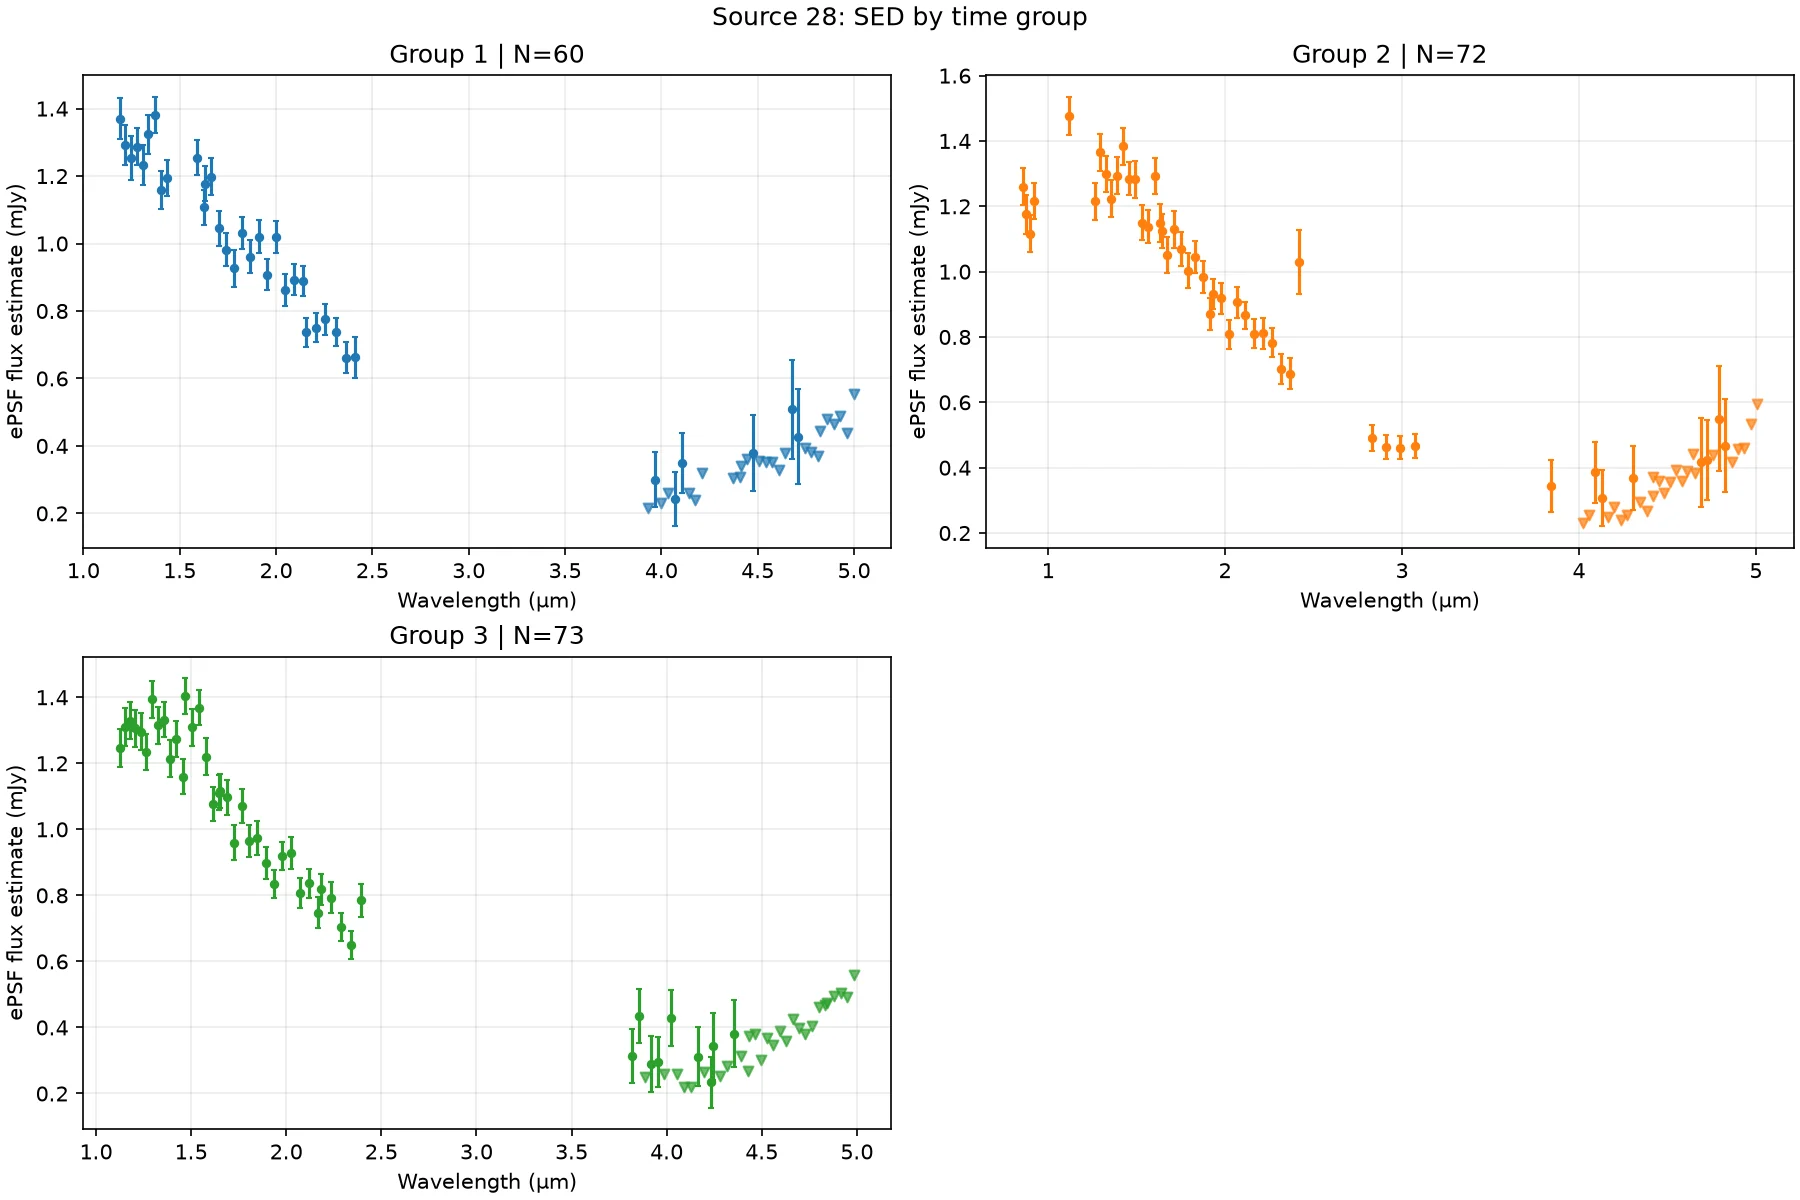 Source 28: SED by time group
Group 1 | N=60
ePSF flux estimate (mJy)
1.4
1.2
1.0
0.8
0.6
0.4
0.2
1.0 1.5 2.0 2.5 3.0 3.5 4.0 4.5 5.0
Wavelength (µm)
Group 2 | N=72
ePSF flux estimate (mJy)
1.6
1.4
1.2
1.0
0.8
0.6
0.4
0.2
1 2 3 4 5
Wavelength (µm)
Group 3 | N=73
ePSF flux estimate (mJy)
1.4
1.2
1.0
0.8
0.6
0.4
0.2
1.0 1.5 2.0 2.5 3.0 3.5 4.0 4.5 5.0
Wavelength (µm)